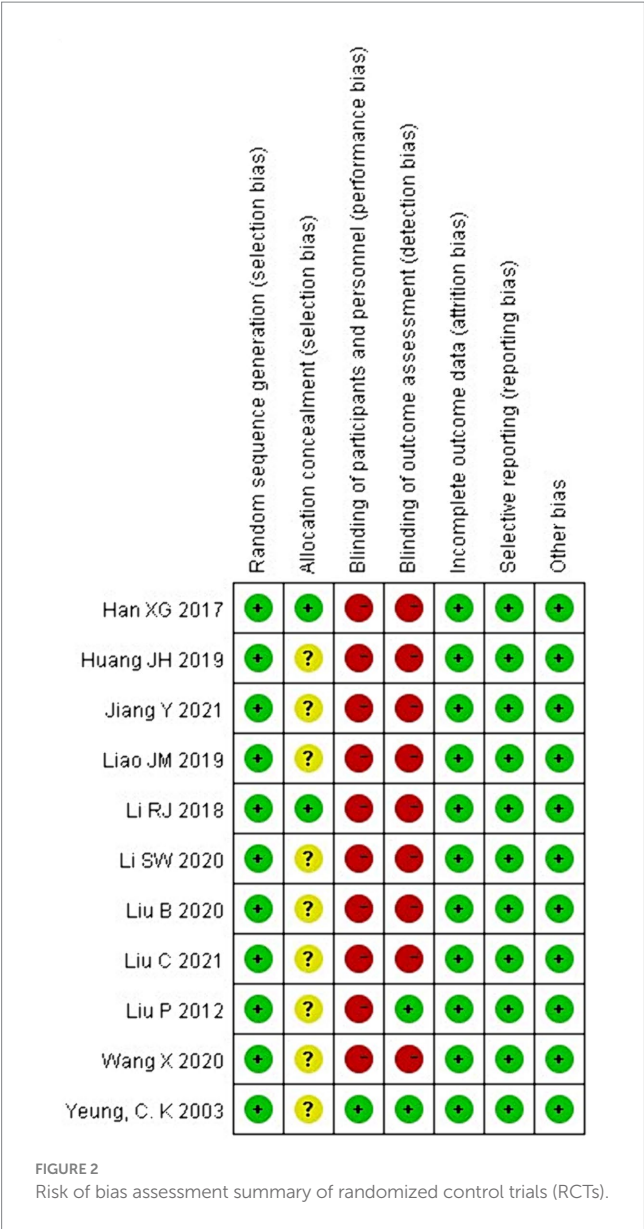 Random sequence generation (selection bias)
Allocation concealment (selection bias)
Blinding of participants and personnel (performance bias)
Blinding of outcome assessment (detection bias)
Incomplete outcome data (attrition bias)
Selective reporting (reporting bias)
Other bias
Han XG 2017 + + - - + + +
Huang JH 2019 + ? - - + + +
Jiang Y 2021 + ? - - + + +
Liao JM 2019 + ? - - + + +
Li RJ 2018 + + - - + + +
Li SW 2020 + ? - - + + +
Liu B 2020 + ? - - + + +
Liu C 2021 + ? - - + + +
Liu P 2012 + ? - + + + +
Wang X 2020 + ? - - + + +
Yeung, C. K 2003 + ? + + + + +
FIGURE 2
Risk of bias assessment summary of randomized control trials (RCTs).